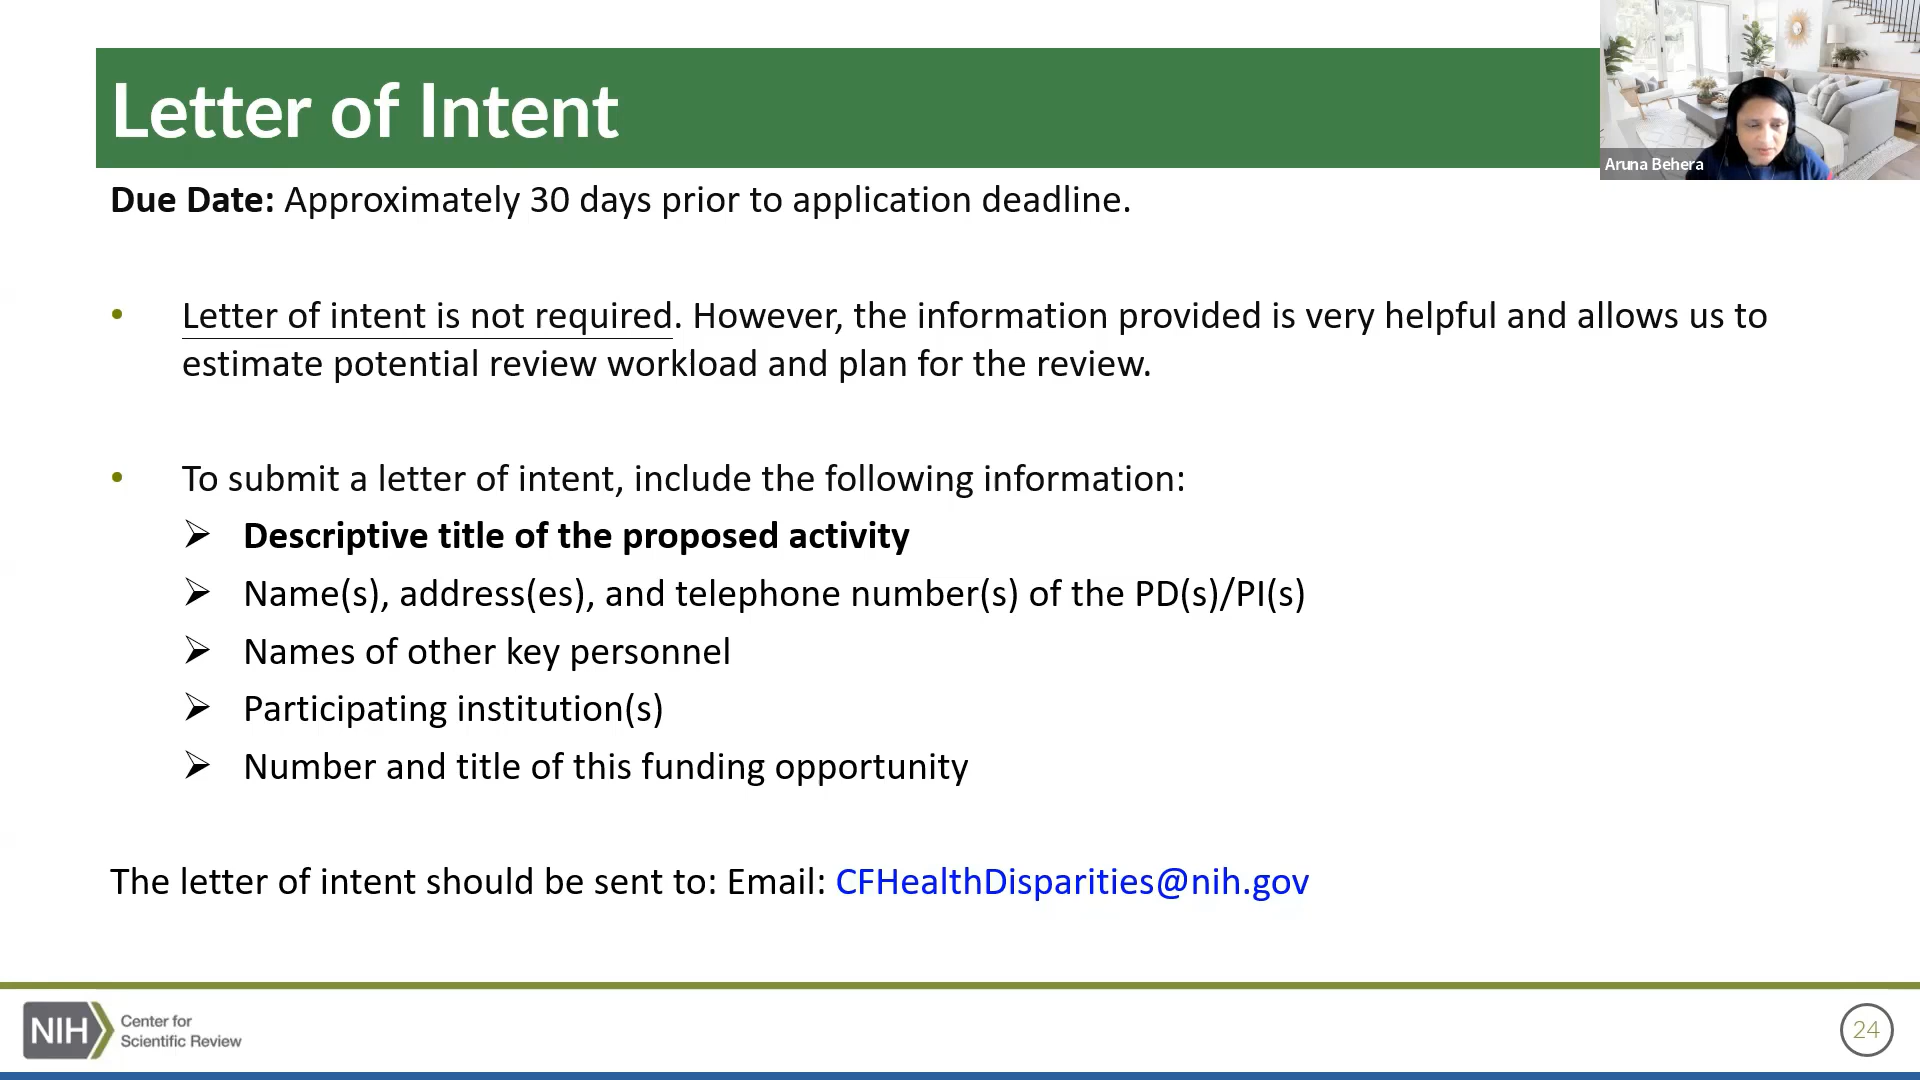 Letter of Intent
Aruna Behera
Due Date: Approximately 30 days prior to application deadline.
• Letter of intent is not required. However, the information provided is very helpful and allows us to
estimate potential review workload and plan for the review.
• To submit a letter of intent, include the following information:
➢ Descriptive title of the proposed activity
➢ Name(s), address(es), and telephone number(s) of the PD(s)/PI(s)
➢ Names of other key personnel
➢ Participating institution(s)
➢ Number and title of this funding opportunity
The letter of intent should be sent to: Email: CFHealthDisparities@nih.gov
NIH
Center for
Scientific Review
24